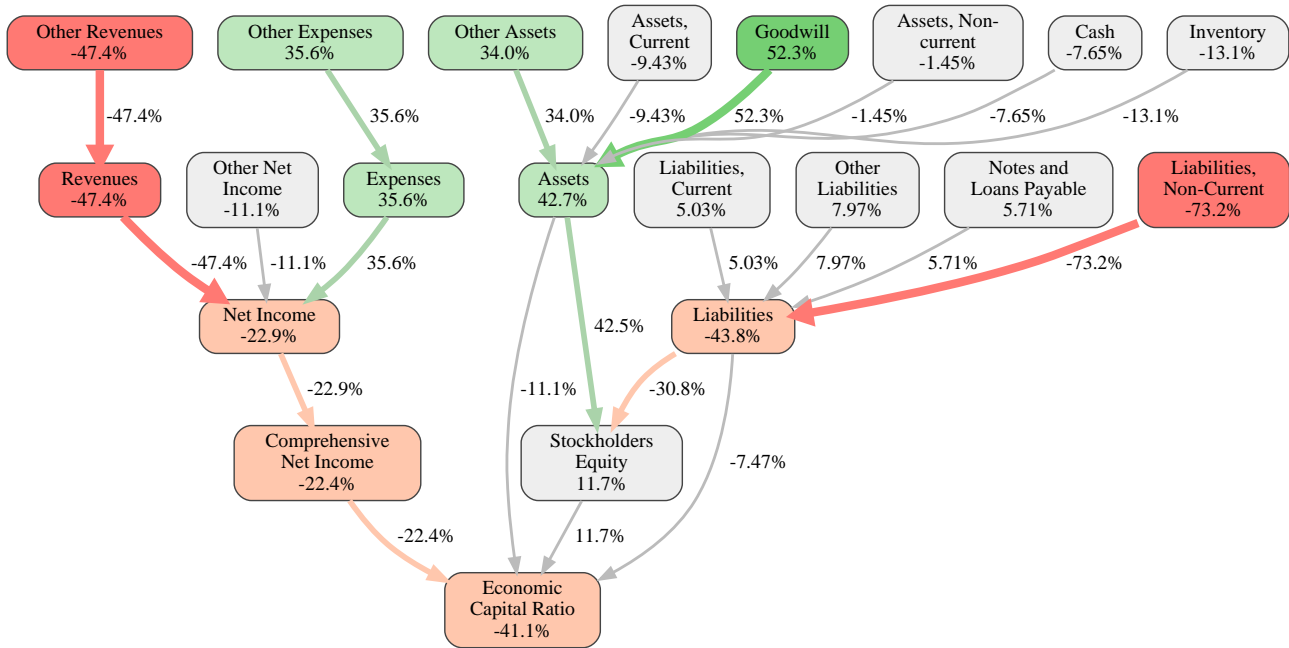 Other Revenues
-47.4%
Other Expenses
35.6%
Other Assets
34.0%
Assets,
Current
-9.43%
Goodwill
52.3%
Assets, Non-
current
-1.45%
Cash
-7.65%
Inventory
-13.1%
-47.4%
35.6%
34.0%
-9.43%
52.3%
-1.45%
-7.65%
-13.1%
Revenues
-47.4%
Other Net
Income
-11.1%
Expenses
35.6%
Assets
42.7%
Liabilities,
Current
5.03%
Other
Liabilities
7.97%
Notes and
Loans Payable
5.71%
Liabilities,
Non-Current
-73.2%
-47.4%
-11.1%
35.6%
5.03%
7.97%
5.71%
-73.2%
Net Income
-22.9%
42.5%
Liabilities
-43.8%
-22.9%
-11.1%
-30.8%
Comprehensive
Net Income
-22.4%
Stockholders
Equity
11.7%
-7.47%
-22.4%
11.7%
Economic
Capital Ratio
-41.1%